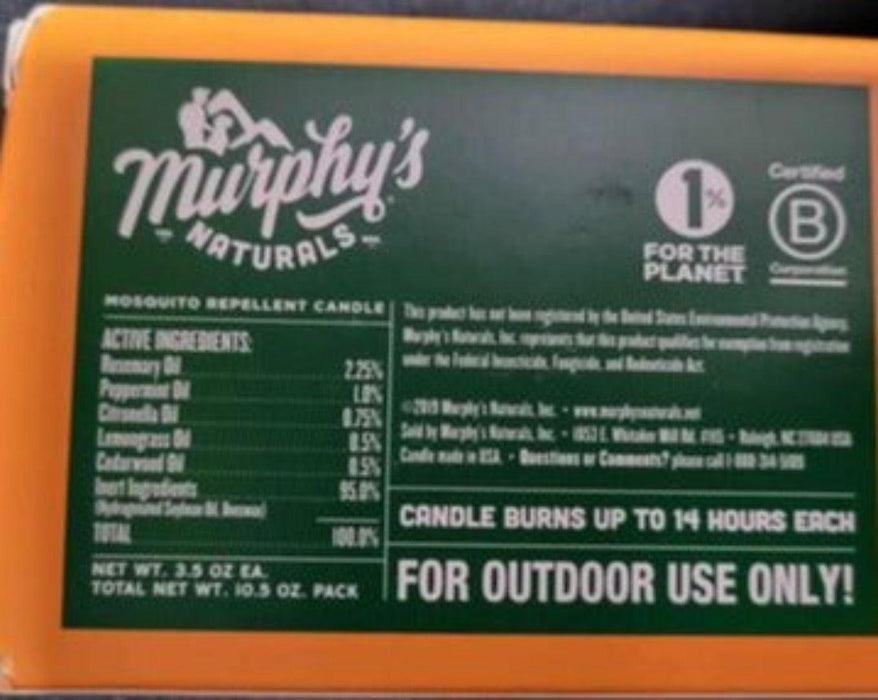 Murphy's
NATURALS
1%
FOR THE
PLANET
Certified
B
Corporation
MOSQUITO REPELLENT CANDLE
ACTIVE INGREDIENTS:
Rosemary Oil 2.25%
Peppermint Oil 1.0%
Citronella Oil 0.75%
Lemongrass Oil 0.5%
Cedarwood Oil 0.5%
Inert Ingredients 95.0%
(Hydrogenated Soybean Oil, Beeswax)
TOTAL 100.0%
NET WT. 3.5 OZ EA.
TOTAL NET WT. 10.5 OZ. PACK
This product has not been registered by the United States Environmental Protection Agency.
Murphy's Naturals, Inc. represents that this product qualifies for exemption from registration
under the Federal Insecticide, Fungicide, and Rodenticide Act.
©2019 Murphy's Naturals, Inc. • www.murphysnaturals.net
Sold by Murphy's Naturals, Inc. • Whitaker Mill Rd. • Raleigh, NC USA
Candle made in USA. • Questions or Comments? please call
CANDLE BURNS UP TO 14 HOURS EACH
FOR OUTDOOR USE ONLY!